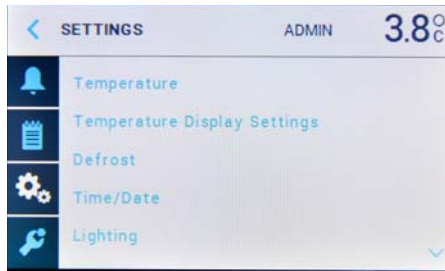 SETTINGS ADMIN 3.8°C
Temperature
Temperature Display Settings
Defrost
Time/Date
Lighting